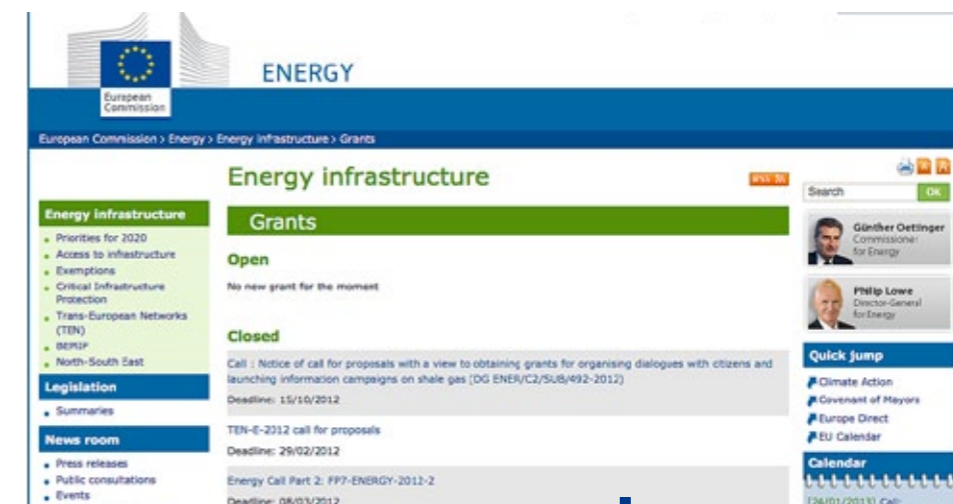 ENERGY
European
Commission
European Commission > Energy > Energy infrastructure > Grants
Energy infrastructure
RSS
Search
OK
Energy infrastructure
Priorities for 2020
Access to infrastructure
Exemptions
Critical Infrastructure
Protection
Trans-European Networks
(TEN)
BEMIP
North-South East
Legislation
Summaries
News room
Press releases
Public consultations
Events
Grants
Open
No new grant for the moment
Closed
Call : Notice of call for proposals with a view to obtaining grants for organising dialogues with citizens and
launching information campaigns on shale gas (DG ENER/C2/SUB/492-2012)
Deadline: 15/10/2012
TEN-E-2012 call for proposals
Deadline: 29/02/2012
Energy Call Part 2: FP7-ENERGY-2012-2
Deadline: 08/03/2012
Günther Oettinger
Commissioner
for Energy
Philip Lowe
Director-General
for Energy
Quick jump
Climate Action
Covenant of Mayors
Europe Direct
EU Calendar
Calendar
[24/01/2013] Call: